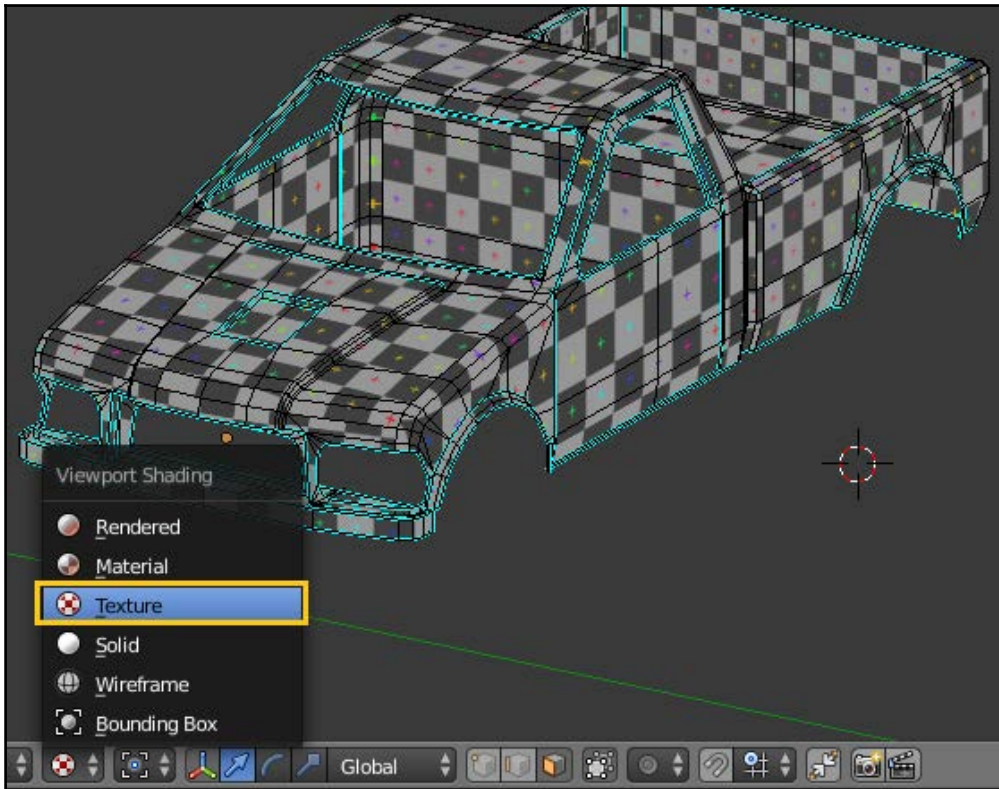 Viewport Shading
Rendered
Material
Texture
Solid
Wireframe
Bounding Box
Global